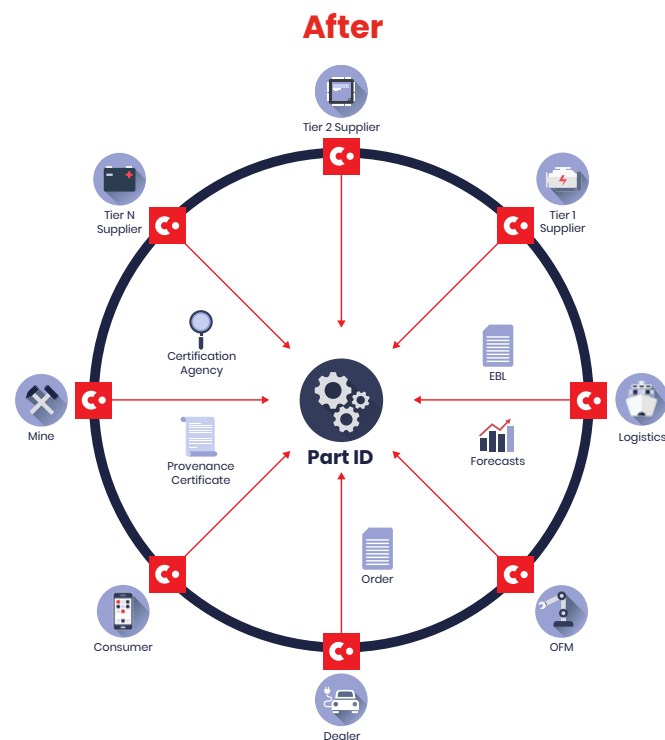 After
Tier 2 Supplier
Tier N
Supplier
Tier 1
Supplier
Certification
Agency
EBL
Mine
Logistics
Part ID
Provenance
Certificate
Forecasts
Order
Consumer
OFM
Dealer